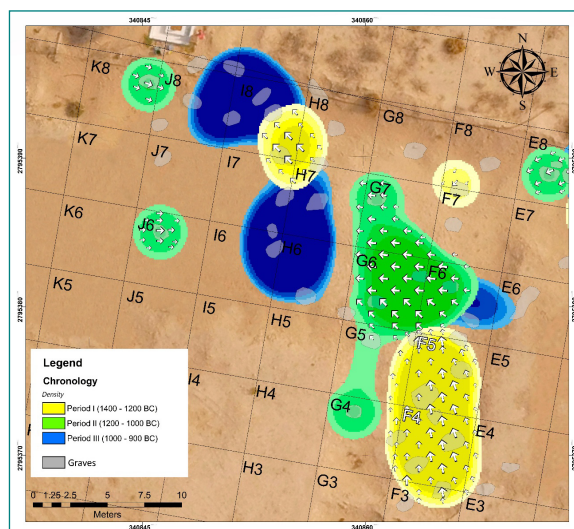 340845
340860
K8
J8
I8
H8
G8
F8
E8
N
W
E
S
2795390
2795390
K7
J7
I7
H7
G7
F7
E7
K6
J6
I6
H6
G6
F6
E6
2795380
2795380
K5
J5
I5
H5
G5
F5
E5
I4
H4
G4
F4
E4
2795370
2795370
H3
G3
F3
E3
Legend
Chronology
Density
Period I (1400 - 1200 BC)
Period II (1200 - 1000 BC)
Period III (1000 - 900 BC)
Graves
0 1.25 2.5 5 7.5 10
Meters
340845
340860